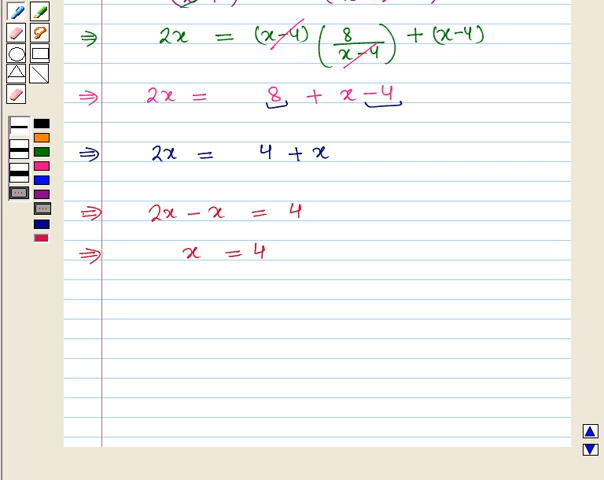 ⇒ 2x = (x-4) ( 8 / x-4 ) + (x-4)
⇒ 2x = 8 + x -4
⇒ 2x = 4 + x
⇒ 2x - x = 4
⇒ x = 4